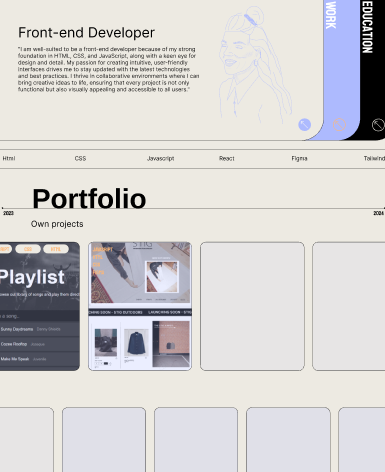 WORK
EDUCATION
Front-end Developer
"I am well-suited to be a front-end developer because of my strong
foundation in HTML, CSS, and JavaScript, along with a keen eye for
design and detail. My passion for creating intuitive, user-friendly
interfaces drives me to stay updated with the latest technologies
and best practices. I thrive in collaborative environments where I can
bring creative ideas to life, ensuring that every project is not only
functional but also visually appealing and accessible to all users."
Html CSS Javascript React Figma Tailwind
Portfolio
2023 2024
Own projects
Playlist
Sunny Daydreams
Cozee Rooftop
Make Me Speak
STIG
COMING SOON - STIG OUTDOORS LAUNCHING SOON - STIG